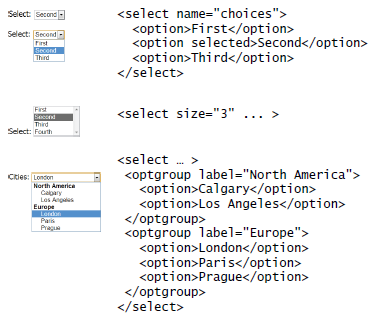 Select: Second
Select: Second
First
Second
Third
<select name="choices">
<option>First</option>
<option selected>Second</option>
<option>Third</option>
</select>
First
Second
Third
Select: Fourth
<select size="3" ... >
Cities: London
North America
Calgary
Los Angeles
Europe
London
Paris
Prague
<select … >
<optgroup label="North America">
<option>Calgary</option>
<option>Los Angeles</option>
</optgroup>
<optgroup label="Europe">
<option>London</option>
<option>Paris</option>
<option>Prague</option>
</optgroup>
</select>